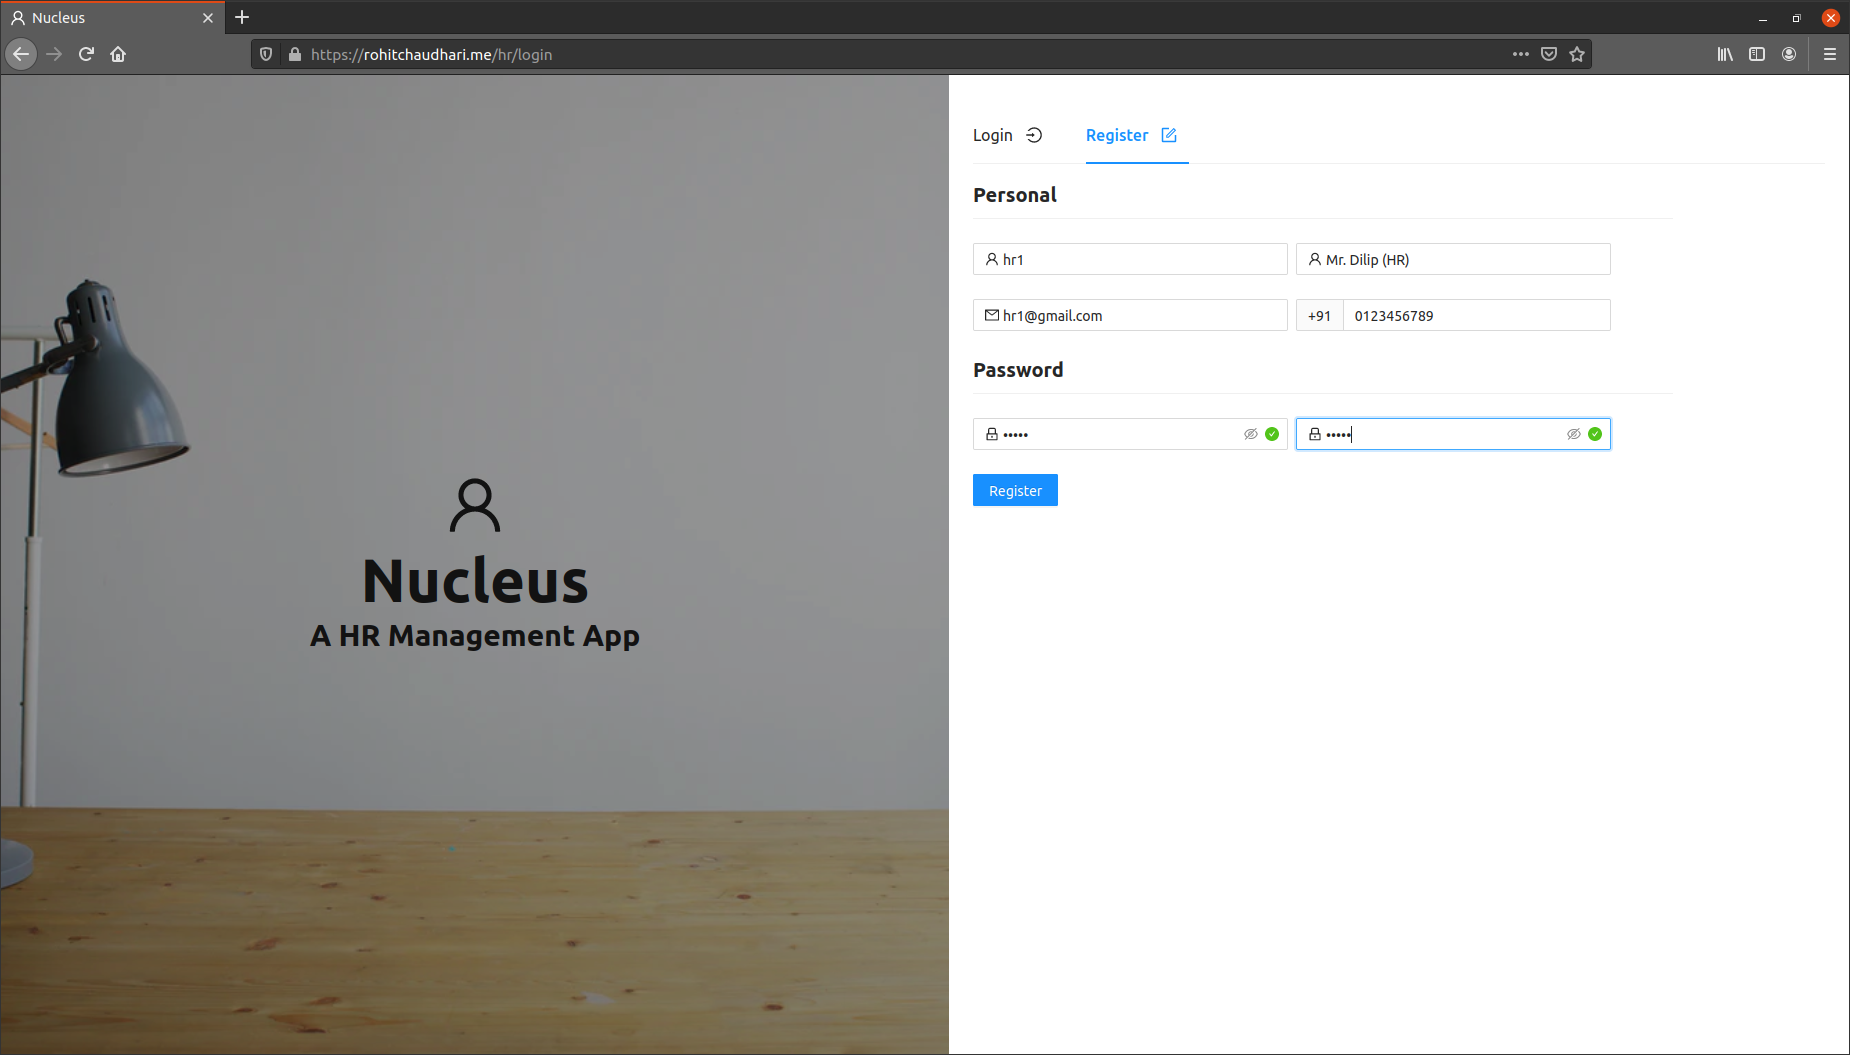 Nucleus
https://rohitchaudhari.me/hr/login
Login
Register
Personal
hr1
Mr. Dilip (HR)
hr1@gmail.com
+91
0123456789
Password
•••••
•••••
Register
Nucleus
A HR Management App